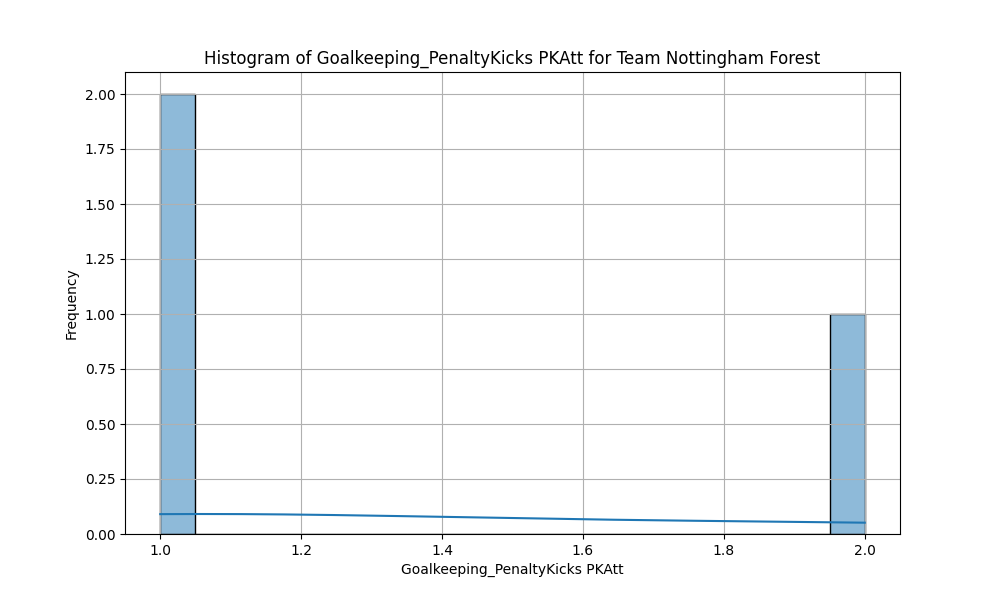 Histogram of Goalkeeping_PenaltyKicks PKAtt for Team Nottingham Forest
2.00
1.75
1.50
1.25
1.00
0.75
0.50
0.25
0.00
Frequency
1.0 1.2 1.4 1.6 1.8 2.0
Goalkeeping_PenaltyKicks PKAtt